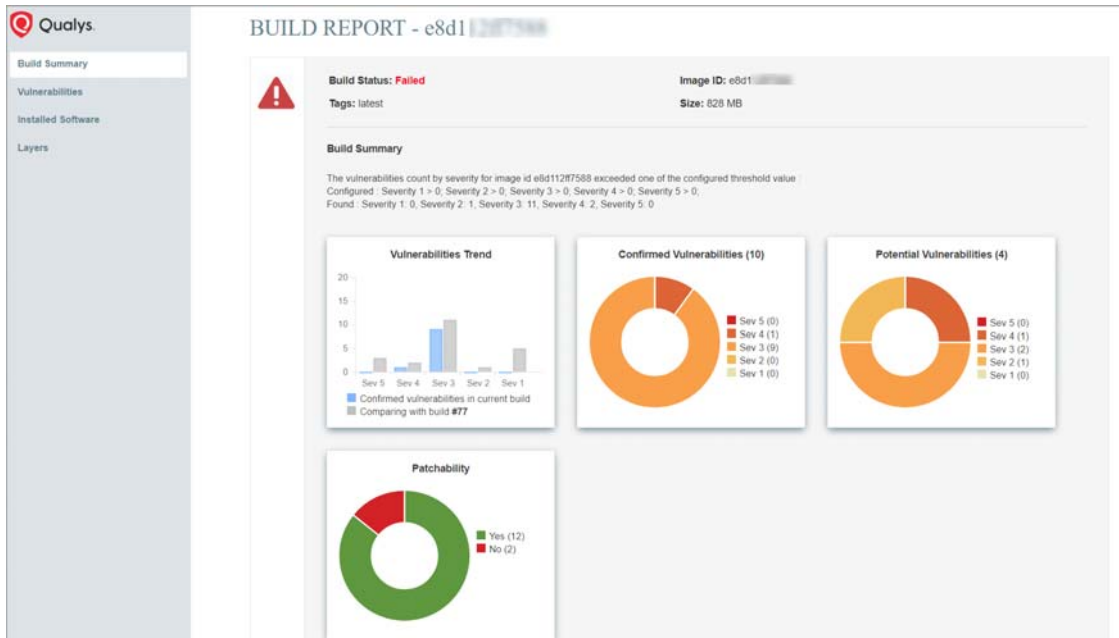 Qualys.
Build Summary
Vulnerabilities
Installed Software
Layers
BUILD REPORT - e8d1
Build Status: Failed
Image ID: e8d1
Tags: latest
Size: 828 MB
Build Summary
The vulnerabilities count by severity for image id e8d112ff7588 exceeded one of the configured threshold value :
Configured : Severity 1 > 0; Severity 2 > 0; Severity 3 > 0; Severity 4 > 0; Severity 5 > 0;
Found : Severity 1: 0, Severity 2: 1, Severity 3: 11, Severity 4: 2, Severity 5: 0
Vulnerabilities Trend
20
15
10
5
0
Sev 5 Sev 4 Sev 3 Sev 2 Sev 1
Confirmed vulnerabilities in current build
Comparing with build #77
Confirmed Vulnerabilities (10)
Sev 5 (0)
Sev 4 (1)
Sev 3 (9)
Sev 2 (0)
Sev 1 (0)
Potential Vulnerabilities (4)
Sev 5 (0)
Sev 4 (1)
Sev 3 (2)
Sev 2 (1)
Sev 1 (0)
Patchability
Yes (12)
No (2)